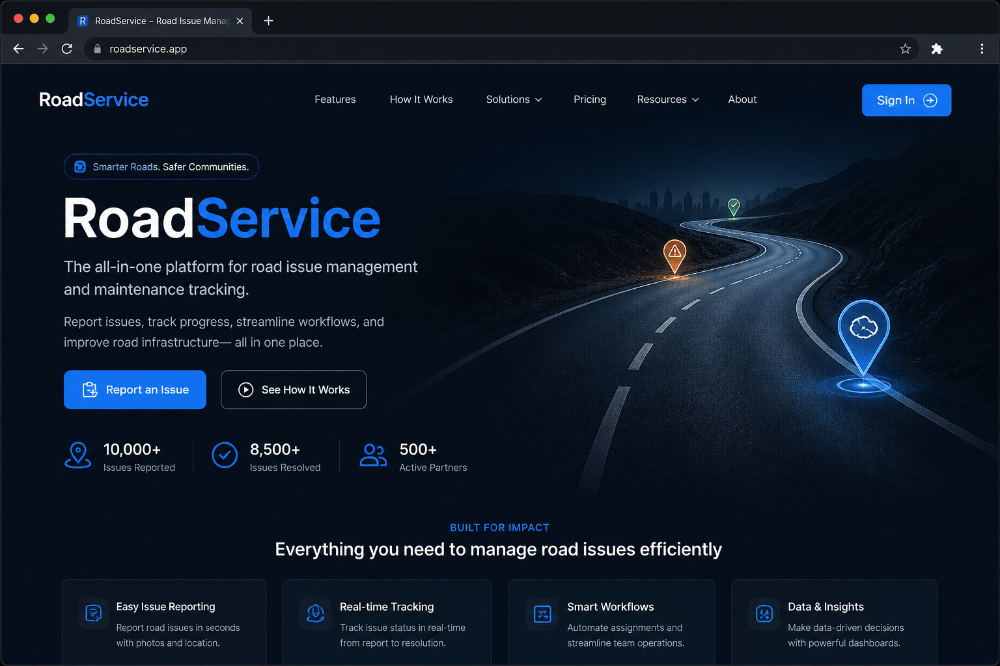 R RoadService – Road Issue Manag
roadservice.app
RoadService
Features
How It Works
Solutions
Pricing
Resources
About
Sign In
Smarter Roads. Safer Communities.
RoadService
The all-in-one platform for road issue management
and maintenance tracking.
Report issues, track progress, streamline workflows, and
improve road infrastructure— all in one place.
Report an Issue
See How It Works
10,000+
Issues Reported
8,500+
Issues Resolved
500+
Active Partners
BUILT FOR IMPACT
Everything you need to manage road issues efficiently
Easy Issue Reporting
Report road issues in seconds
with photos and location.
Real-time Tracking
Track issue status in real-time
from report to resolution.
Smart Workflows
Automate assignments and
streamline team operations.
Data & Insights
Make data-driven decisions
with powerful dashboards.